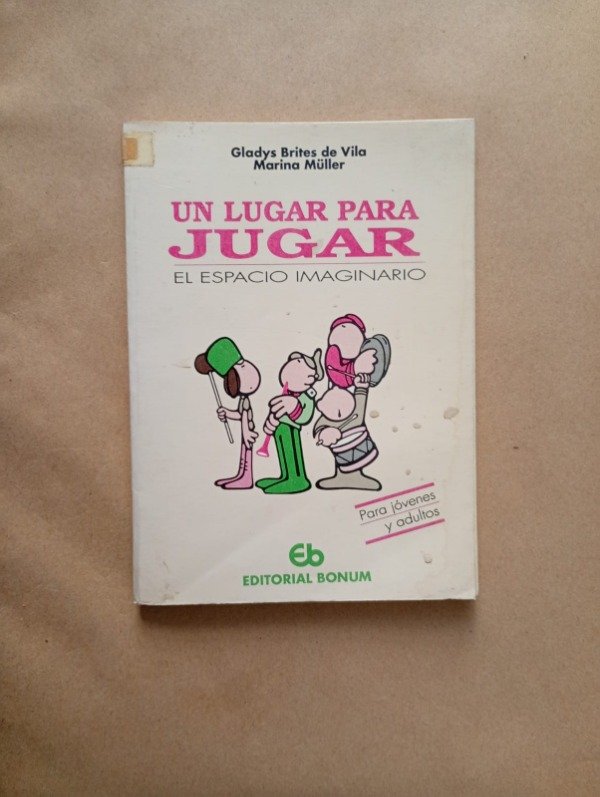 Gladys Brites de Vila
Marina Müller
UN LUGAR PARA
JUGAR
EL ESPACIO IMAGINARIO
Para jóvenes
y adultos
Eb
EDITORIAL BONUM